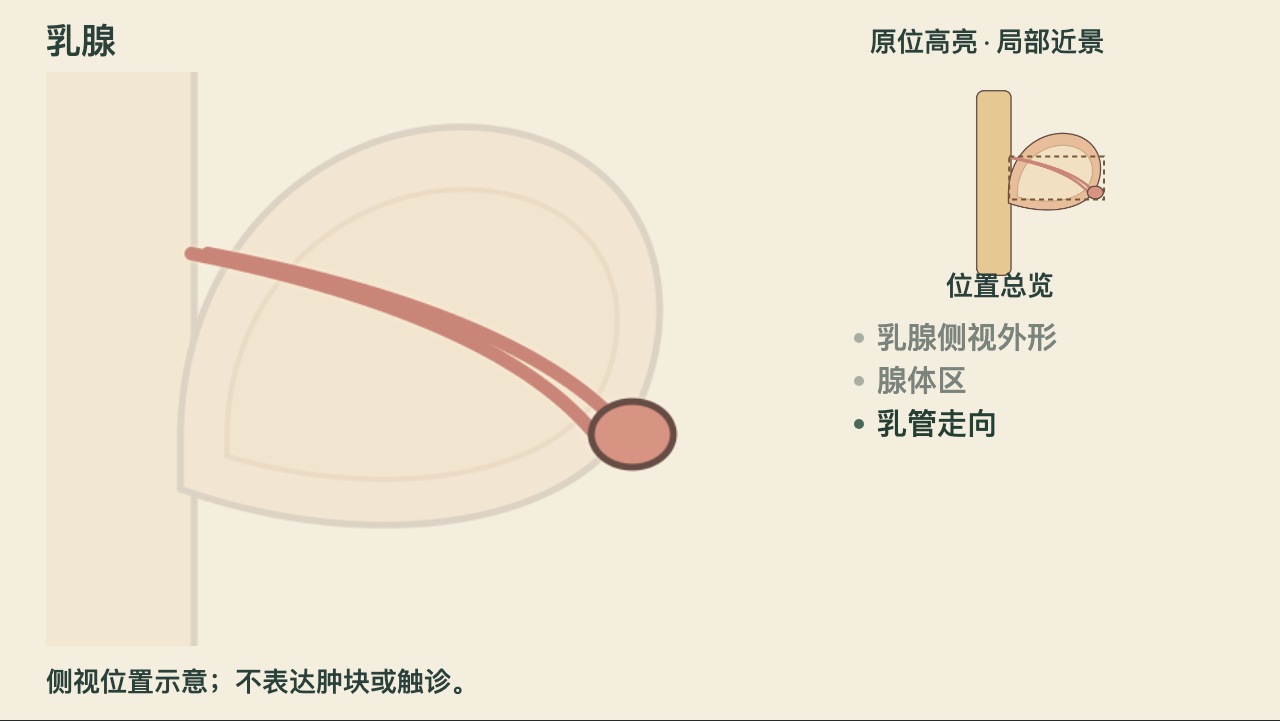 乳腺
原位高亮 · 局部近景
位置总览
乳腺侧视外形
腺体区
乳管走向
侧视位置示意；不表达肿块或触诊。